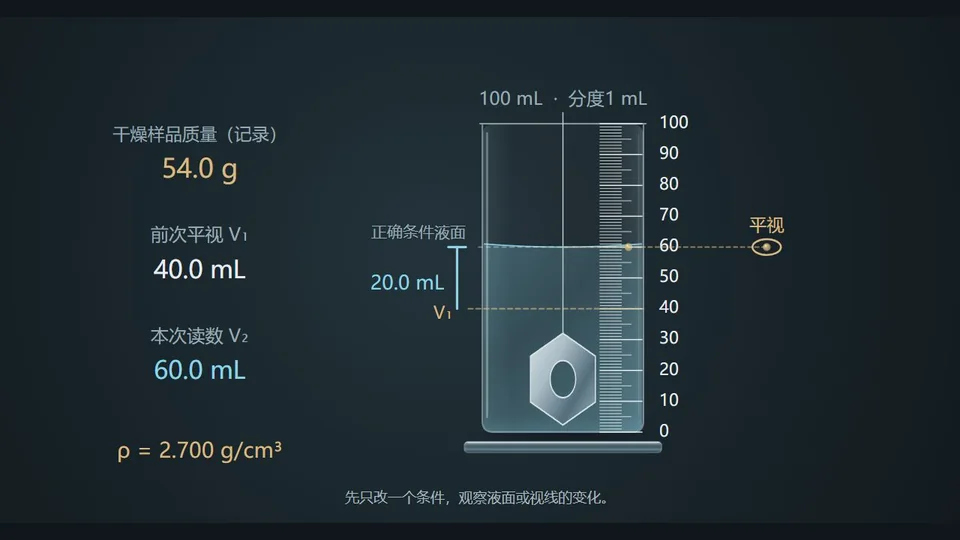 100 mL · 分度1 mL
干燥样品质量（记录）
54.0 g
前次平视 V₁
40.0 mL
本次读数 V₂
60.0 mL
ρ = 2.700 g/cm³
正确条件液面
20.0 mL
V₁
100
90
80
70
60
50
40
30
20
10
0
平视
先只改一个条件，观察液面或视线的变化。